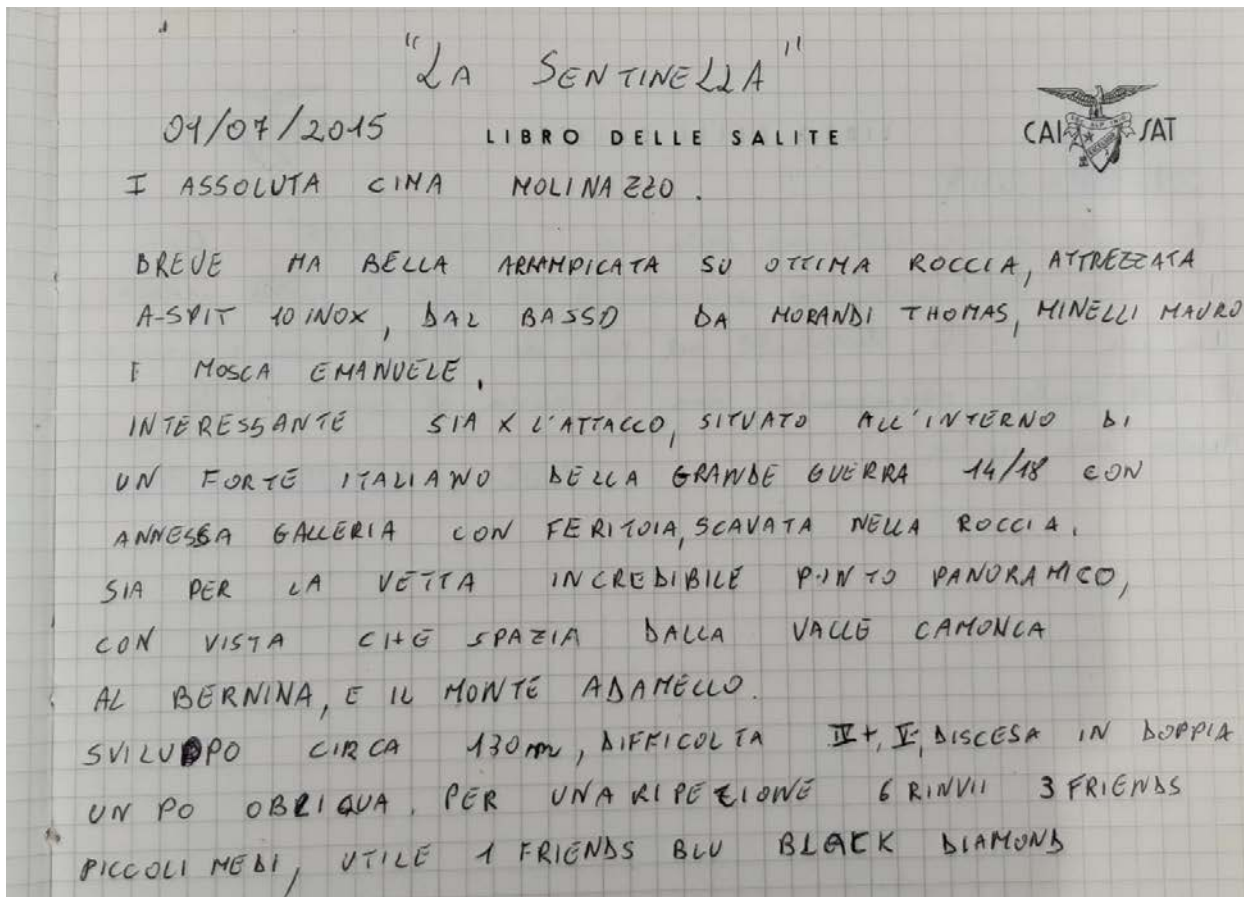 "LA SENTINELLA"
01/07/2015
LIBRO DELLE SALITE
CAI SAT
I ASSOLUTA CIMA MOLINAZZO.
BREVE MA BELLA ARRAMPICATA SU OTTIMA ROCCIA, ATTREZZATA
A-SPIT 10 INOX, DAL BASSO DA MORANDI THOMAS, MINELLI MAURO
E MOSCA EMANUELE.
INTERESSANTE SIA X L'ATTACCO, SITUATO ALL'INTERNO DI
UN FORTE ITALIANO DELLA GRANDE GUERRA 14/18 CON
ANNESSA GALLERIA CON FERITOIA, SCAVATA NELLA ROCCIA.
SIA PER LA VETTA INCREDIBILE PUNTO PANORAMICO,
CON VISTA CHE SPAZIA DALLA VALLE CAMONCA
AL BERNINA, E IL MONTE ADAMELLO.
SVILUPPO CIRCA 130m, DIFFICOLTA IV+, V-, DISCESA IN DOPPIA
UN PO OBLIQUA. PER UNA RIPEZIONE 6 RINVII 3 FRIENDS
PICCOLI MEDI, UTILE 1 FRIENDS BLU BLACK DIAMOND